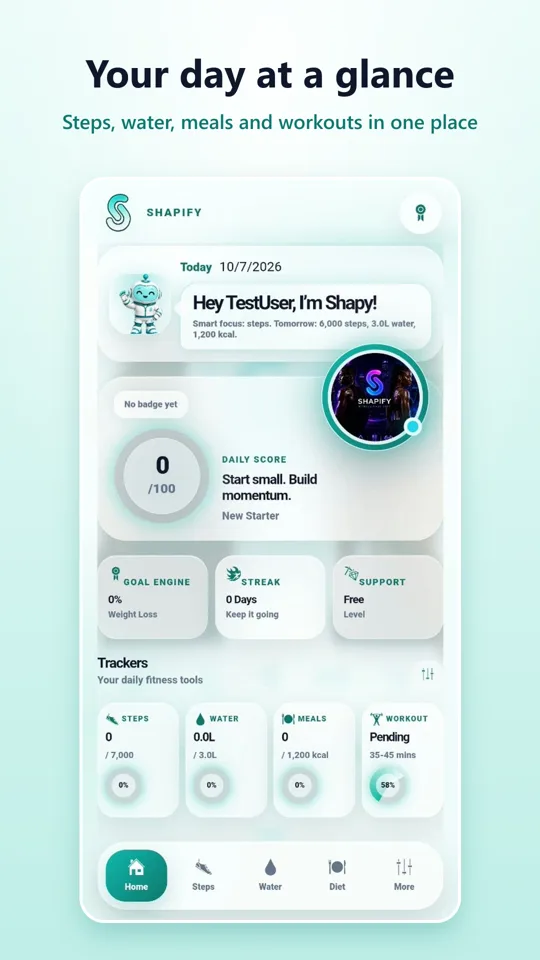 Your day at a glance
Steps, water, meals and workouts in one place
SHAPIFY
Today 10/7/2026
Hey TestUser, I'm Shapy!
Smart focus: steps. Tomorrow: 6,000 steps, 3.0L water,
1,200 kcal.
SHAPIFY
No badge yet
0
/100
DAILY SCORE
Start small. Build
momentum.
New Starter
GOAL ENGINE
0%
Weight Loss
STREAK
0 Days
Keep it going
SUPPORT
Free
Level
Trackers
Your daily fitness tools
STEPS
0
/ 7,000
0%
WATER
0.0L
/ 3.0L
0%
MEALS
0
/ 1,200 kcal
0%
WORKOUT
Pending
35-45 mins
58%
Home
Steps
Water
Diet
More